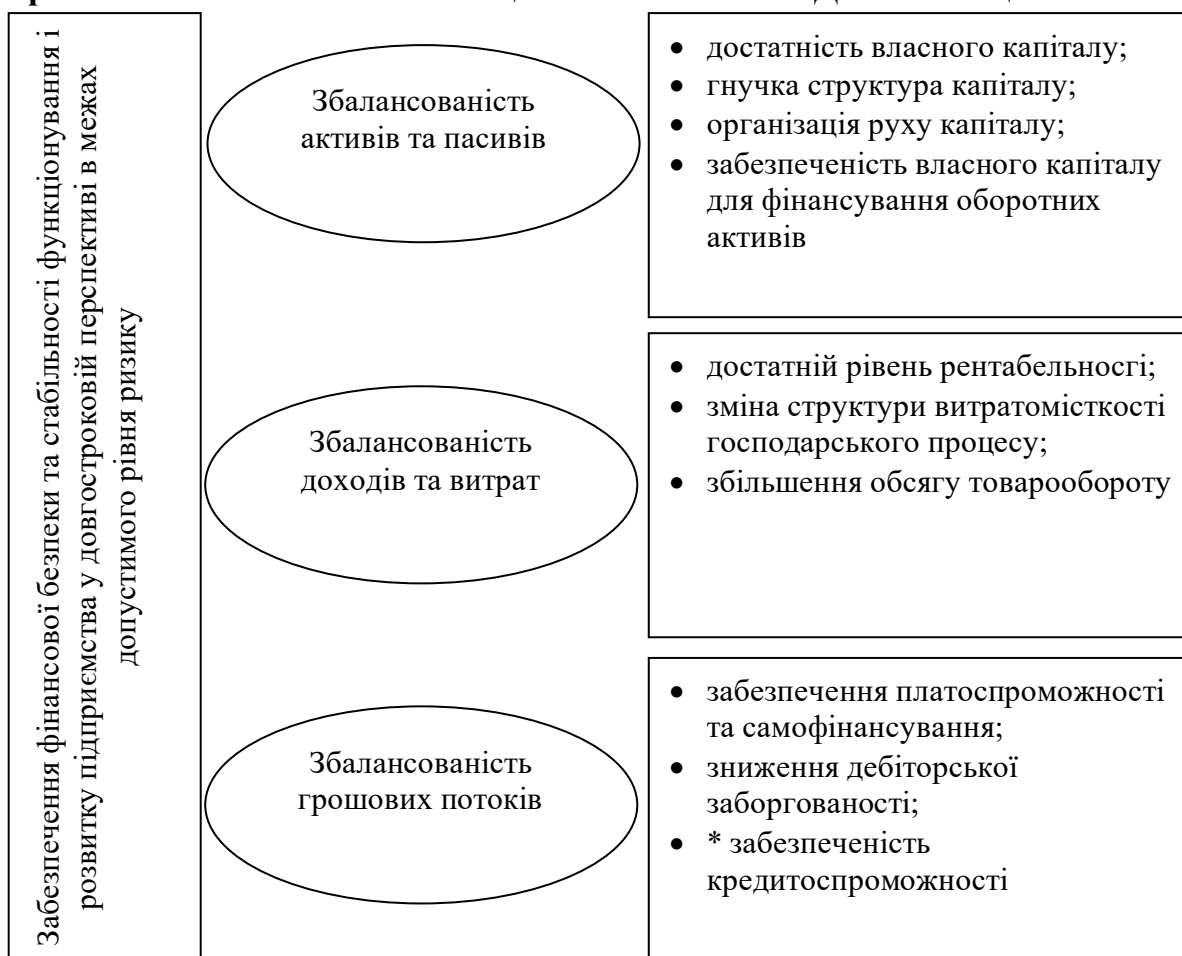 Забезпечення фінансової безпеки та стабільності функціонування і
розвитку підприємства у довгостроковій перспективі в межах
допустимого рівня ризику
Збалансованість
активів та пасивів
• достатність власного капіталу;
• гнучка структура капіталу;
• організація руху капіталу;
• забезпеченість власного капіталу
для фінансування оборотних
активів
Збалансованість
доходів та витрат
• достатній рівень рентабельносгі;
• зміна структури витратомісткості
господарського процесу;
• збільшення обсягу товарообороту
Збалансованість
грошових потоків
• забезпечення платоспроможності
та самофінансування;
• зниження дебіторської
заборгованості;
• * забезпеченість
кредитоспроможності